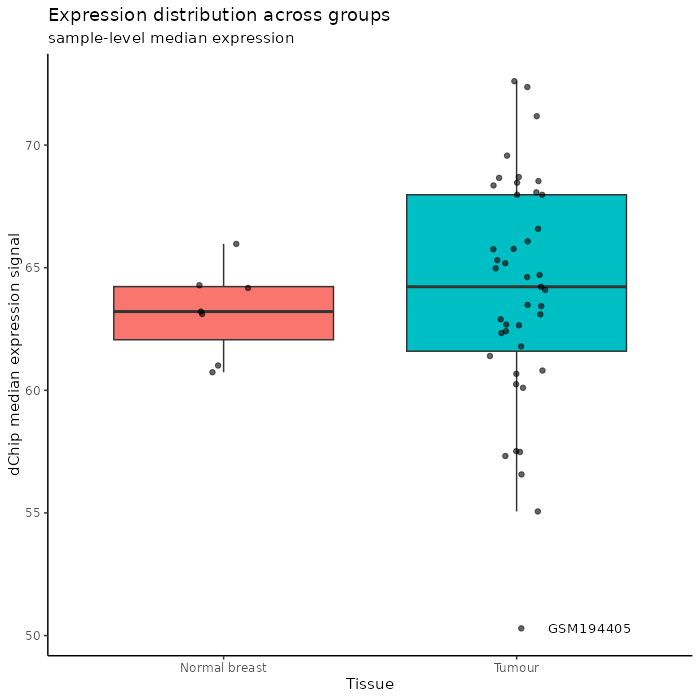 Expression distribution across groups
sample-level median expression
dChip median expression signal
70
65
60
55
50
GSM194405
Normal breast
Tumour
Tissue